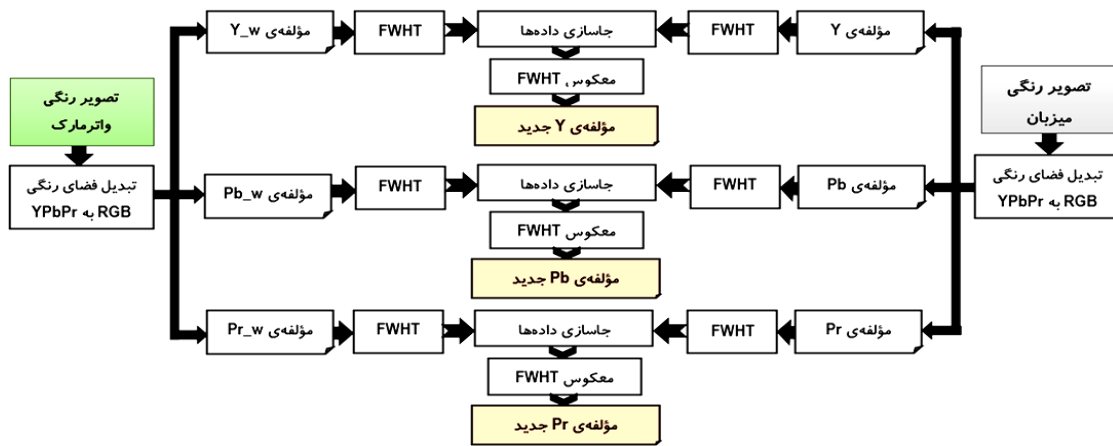 مؤلفه‌ی Y
FWHT
جاسازی داده‌ها
FWHT
مؤلفه‌ی Y_w
معکوس FWHT
مؤلفه‌ی Y جدید
تصویر رنگی
میزبان
تبدیل فضای رنگی
RGB به YPbPr
تصویر رنگی
واترمارک
تبدیل فضای رنگی
RGB به YPbPr
مؤلفه‌ی Pb
FWHT
جاسازی داده‌ها
FWHT
مؤلفه‌ی Pb_w
معکوس FWHT
مؤلفه‌ی Pb جدید
مؤلفه‌ی Pr
FWHT
جاسازی داده‌ها
FWHT
مؤلفه‌ی Pr_w
معکوس FWHT
مؤلفه‌ی Pr جدید